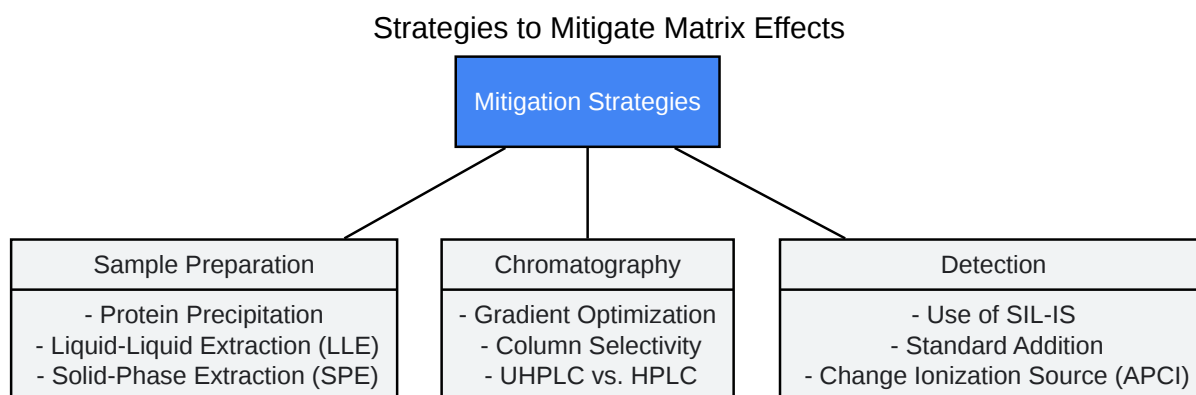 Strategies to Mitigate Matrix Effects
Mitigation Strategies
Sample Preparation
- Protein Precipitation
- Liquid-Liquid Extraction (LLE)
- Solid-Phase Extraction (SPE)
Chromatography
- Gradient Optimization
- Column Selectivity
- UHPLC vs. HPLC
Detection
- Use of SIL-IS
- Standard Addition
- Change Ionization Source (APCI)